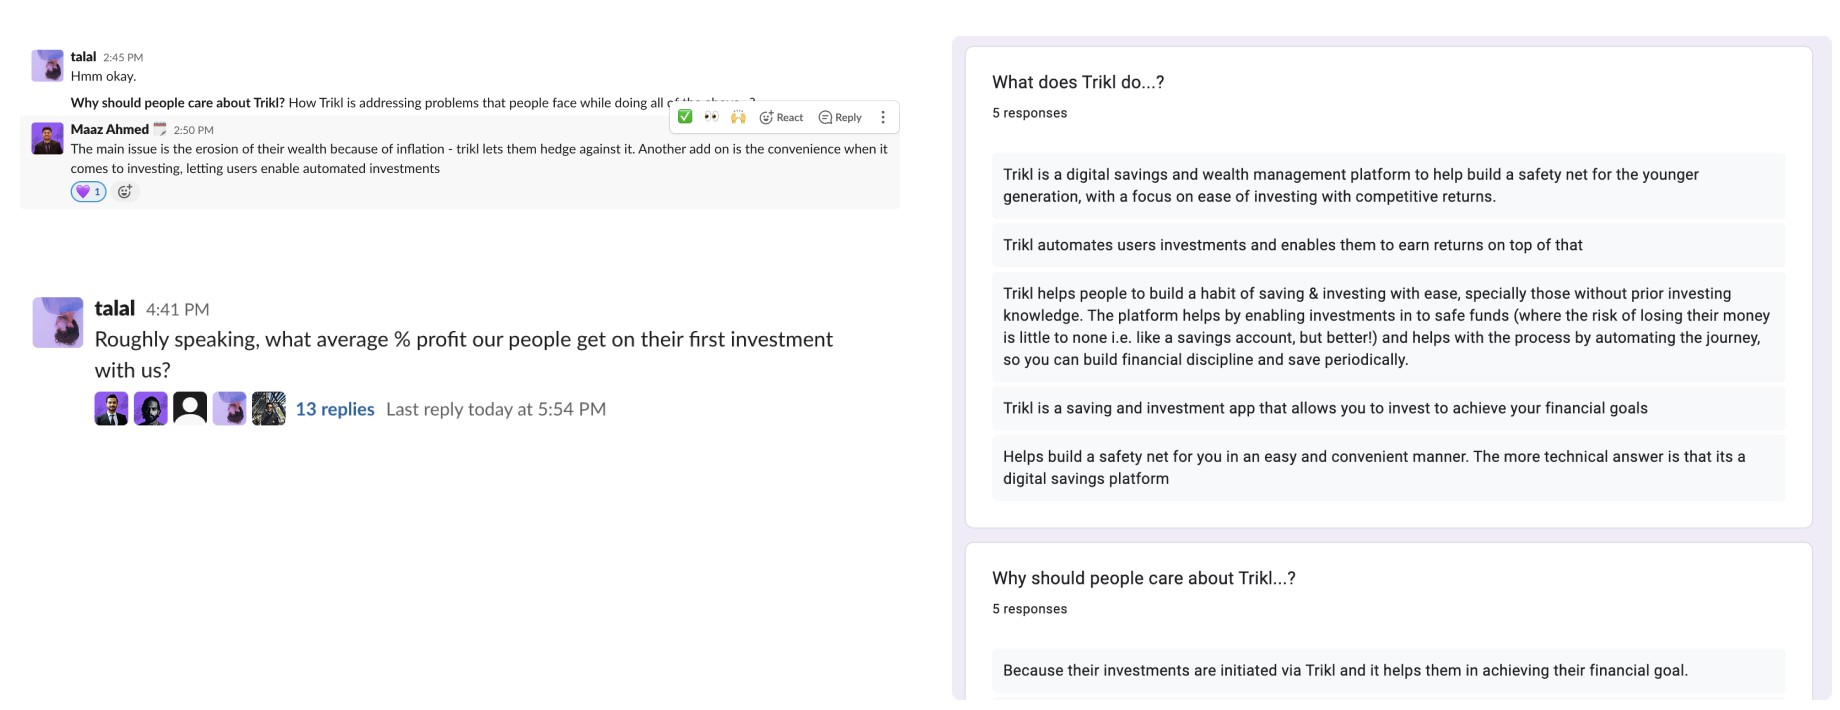 talal 2:45 PM
Hmm okay.
Why should people care about Trikl? How Trikl is addressing problems that people face while doing all of the above..?
React Reply
Maaz Ahmed 2:50 PM
The main issue is the erosion of their wealth because of inflation - trikl lets them hedge against it. Another add on is the convenience when it
comes to investing, letting users enable automated investments
1
talal 4:41 PM
Roughly speaking, what average % profit our people get on their first investment
with us?
13 replies Last reply today at 5:54 PM
What does Trikl do...?
5 responses
Trikl is a digital savings and wealth management platform to help build a safety net for the younger
generation, with a focus on ease of investing with competitive returns.
Trikl automates users investments and enables them to earn returns on top of that
Trikl helps people to build a habit of saving & investing with ease, specially those without prior investing
knowledge. The platform helps by enabling investments in to safe funds (where the risk of losing their money
is little to none i.e. like a savings account, but better!) and helps with the process by automating the journey,
so you can build financial discipline and save periodically.
Trikl is a saving and investment app that allows you to invest to achieve your financial goals
Helps build a safety net for you in an easy and convenient manner. The more technical answer is that its a
digital savings platform
Why should people care about Trikl...?
5 responses
Because their investments are initiated via Trikl and it helps them in achieving their financial goal.